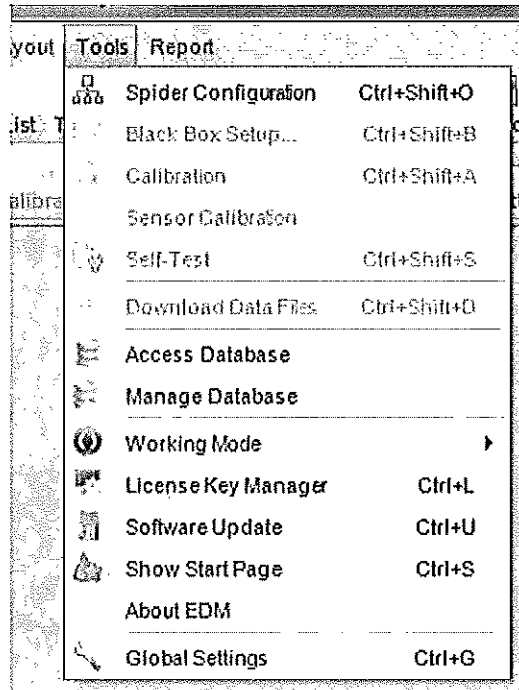 yout Tools Report
Spider Configuration Ctrl+Shift+O
ist T
Black Box Setup... Ctrl+Shift+B
Calibration Ctrl+Shift+A
alibra
Sensor Calibration
Self-Test Ctrl+Shift+S
Download Data Files Ctrl+Shift+D
Access Database
Manage Database
Working Mode
License Key Manager Ctrl+L
Software Update Ctrl+U
Show Start Page Ctrl+S
About EDM
Global Settings Ctrl+G